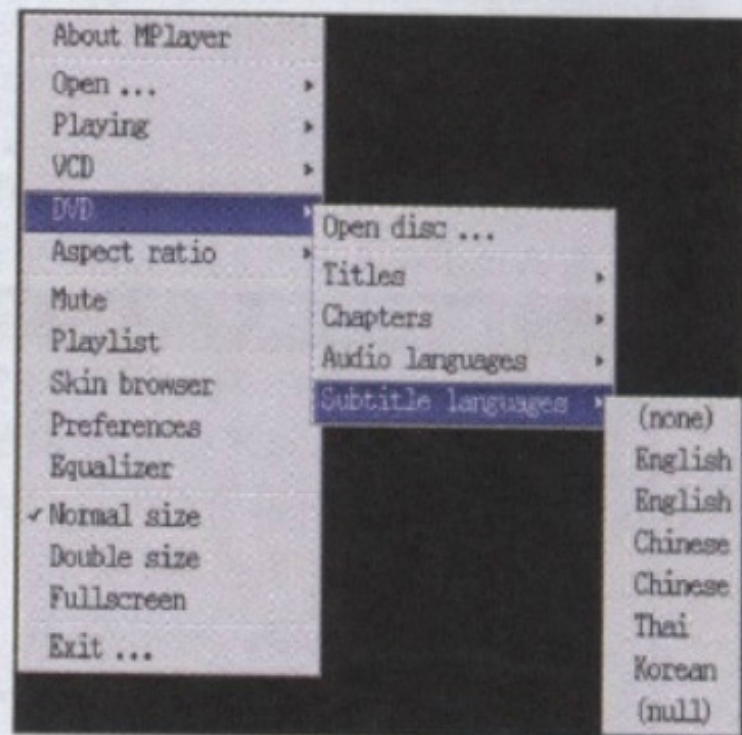 About MPlayer
Open ...
Playing
VCD
DVD
Aspect ratio
Mute
Playlist
Skin browser
Preferences
Equalizer
Normal size
Double size
Fullscreen
Exit ...
Open disc ...
Titles
Chapters
Audio languages
Subtitle languages
(none)
English
English
Chinese
Chinese
Thai
Korean
(null)